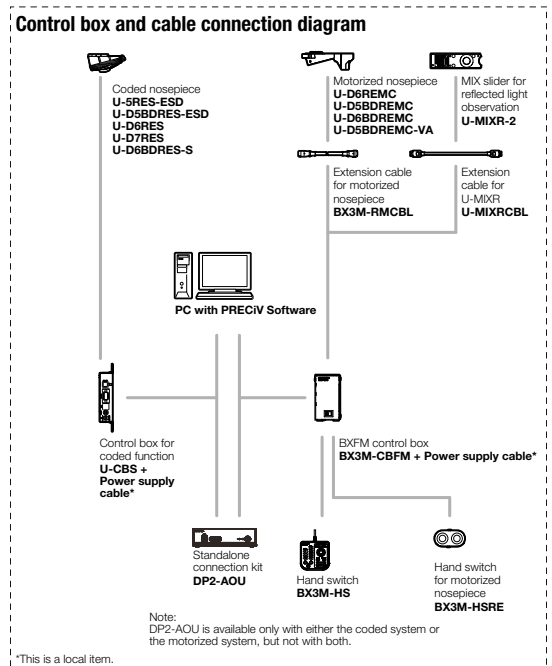 Control box and cable connection diagram
Coded nosepiece
U-5RES-ESD
U-D5BDRES-ESD
U-D6RES
U-D7RES
U-D6BDRES-S
Motorized nosepiece
U-D6REMC
U-D5BDREMC
U-D6BDREMC
U-D5BDREMC-VA
MIX slider for
reflected light
observation
U-MIXR-2
Extension cable
for motorized
nosepiece
BX3M-RMCBL
Extension
cable for
U-MIXR
U-MIXRCBL
PC with PRECiV Software
Control box for
coded function
U-CBS +
Power supply
cable*
BXFM control box
BX3M-CBFM + Power supply cable*
Standalone
connection kit
DP2-AOU
Hand switch
BX3M-HS
Hand switch
for motorized
nosepiece
BX3M-HSRE
Note:
DP2-AOU is available only with either the coded system or
the motorized system, but not with both.
*This is a local item.